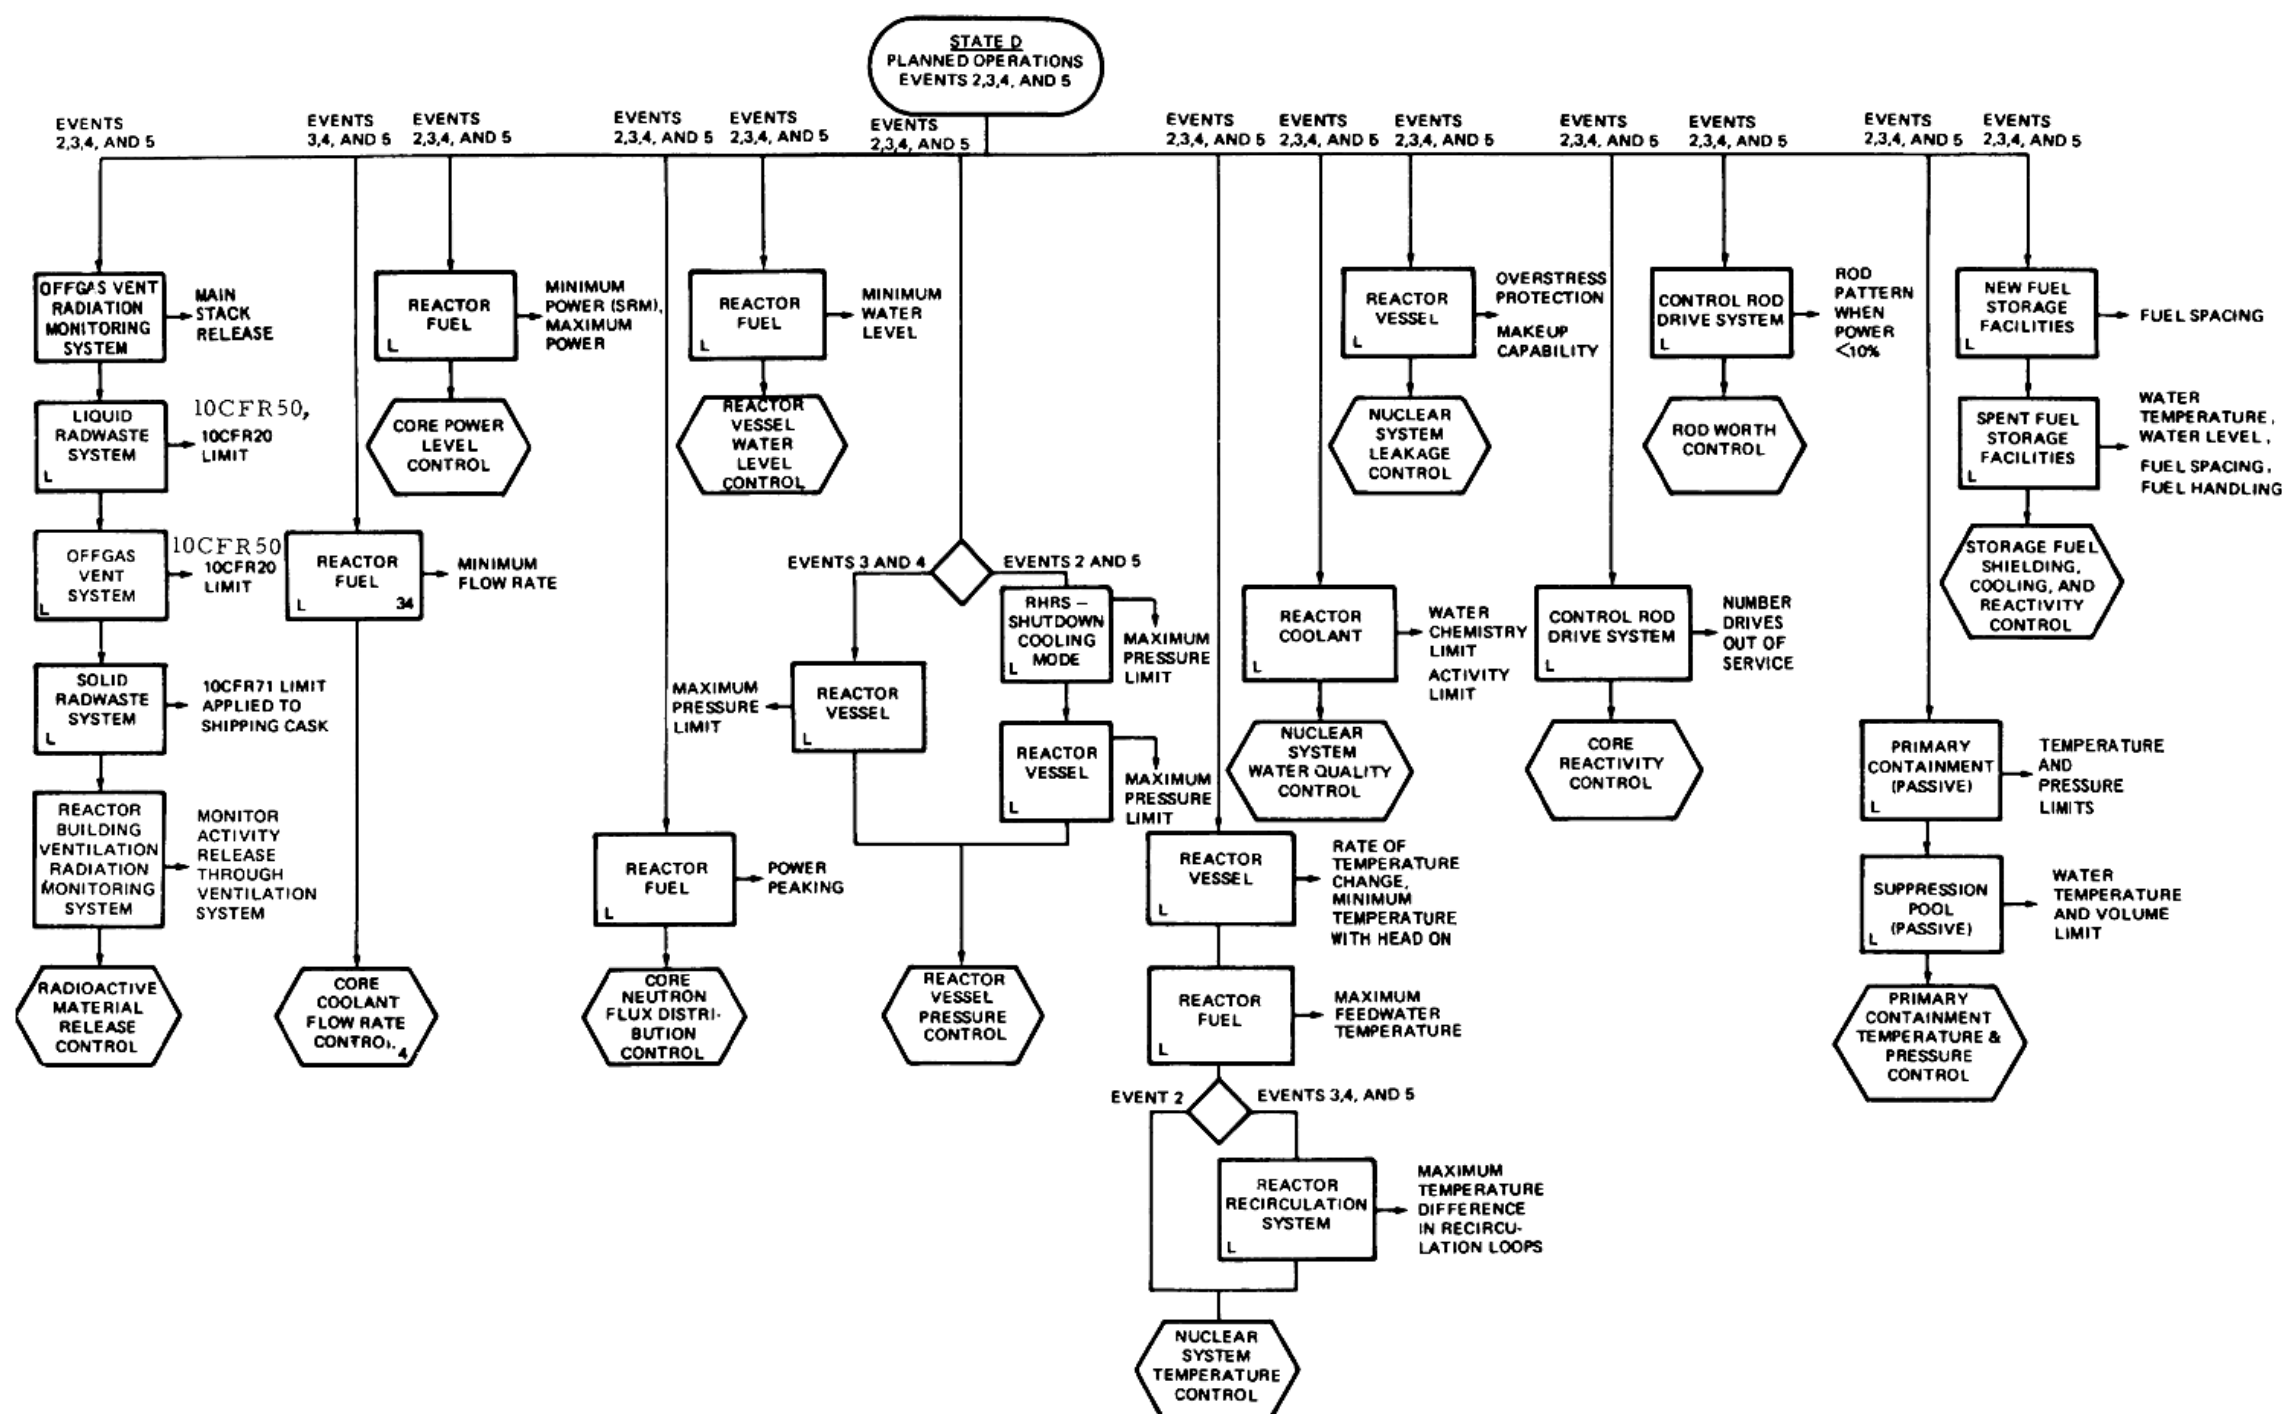 STATE D
PLANNED OPERATIONS
EVENTS 2,3,4, AND 5
EVENTS
2,3,4, AND 5
EVENTS
3,4, AND 5
EVENTS
2,3,4, AND 5
EVENTS
2,3,4, AND 5
EVENTS
2,3,4, AND 5
EVENTS
2,3,4, AND 5
EVENTS
2,3,4, AND 5
EVENTS
2,3,4, AND 5
EVENTS
2,3,4, AND 5
EVENTS
2,3,4, AND 5
EVENTS
2,3,4, AND 5
EVENTS
2,3,4, AND 5
EVENTS
2,3,4, AND 5
OFFGAS VENT
RADIATION
MONITORING
SYSTEM
MAIN
STACK
RELEASE
LIQUID
RADWASTE
SYSTEM
L
10CFR50,
10CFR20
LIMIT
OFFGAS
VENT
SYSTEM
L
10CFR50
10CFR20
LIMIT
SOLID
RADWASTE
SYSTEM
L
10CFR71 LIMIT
APPLIED TO
SHIPPING CASK
REACTOR
BUILDING
VENTILATION
RADIATION
MONITORING
SYSTEM
MONITOR
ACTIVITY
RELEASE
THROUGH
VENTILATION
SYSTEM
RADIOACTIVE
MATERIAL
RELEASE
CONTROL
REACTOR
FUEL
L 34
MINIMUM
FLOW RATE
CORE
COOLANT
FLOW RATE
CONTROL
4
REACTOR
FUEL
L
MINIMUM
POWER (SRM),
MAXIMUM
POWER
CORE POWER
LEVEL
CONTROL
REACTOR
FUEL
L
POWER
PEAKING
CORE
NEUTRON
FLUX DISTRI-
BUTION
CONTROL
REACTOR
FUEL
L
MINIMUM
WATER
LEVEL
REACTOR
VESSEL
WATER
LEVEL
CONTROL
EVENTS 3 AND 4
EVENTS 2 AND 5
REACTOR
VESSEL
L
MAXIMUM
PRESSURE
LIMIT
RHRS –
SHUTDOWN
COOLING
MODE
L
MAXIMUM
PRESSURE
LIMIT
REACTOR
VESSEL
L
MAXIMUM
PRESSURE
LIMIT
REACTOR
VESSEL
PRESSURE
CONTROL
REACTOR
VESSEL
L
RATE OF
TEMPERATURE
CHANGE,
MINIMUM
TEMPERATURE
WITH HEAD ON
REACTOR
FUEL
L
MAXIMUM
FEEDWATER
TEMPERATURE
EVENT 2
EVENTS 3,4, AND 5
REACTOR
RECIRCULATION
SYSTEM
L
MAXIMUM
TEMPERATURE
DIFFERENCE
IN RECIRCU-
LATION LOOPS
NUCLEAR
SYSTEM
TEMPERATURE
CONTROL
REACTOR
COOLANT
L
WATER
CHEMISTRY
LIMIT
ACTIVITY
LIMIT
NUCLEAR
SYSTEM
WATER QUALITY
CONTROL
REACTOR
VESSEL
L
OVERSTRESS
PROTECTION
MAKEUP
CAPABILITY
NUCLEAR
SYSTEM
LEAKAGE
CONTROL
CONTROL ROD
DRIVE SYSTEM
L
NUMBER
DRIVES
OUT OF
SERVICE
CORE
REACTIVITY
CONTROL
CONTROL ROD
DRIVE SYSTEM
L
ROD
PATTERN
WHEN
POWER
<10%
ROD WORTH
CONTROL
PRIMARY
CONTAINMENT
(PASSIVE)
L
TEMPERATURE
AND
PRESSURE
LIMITS
SUPPRESSION
POOL
(PASSIVE)
L
WATER
TEMPERATURE
AND VOLUME
LIMIT
PRIMARY
CONTAINMENT
TEMPERATURE &
PRESSURE
CONTROL
NEW FUEL
STORAGE
FACILITIES
L
FUEL SPACING
SPENT FUEL
STORAGE
FACILITIES
L
WATER
TEMPERATURE,
WATER LEVEL,
FUEL SPACING,
FUEL HANDLING
STORAGE FUEL
SHIELDING,
COOLING, AND
REACTIVITY
CONTROL